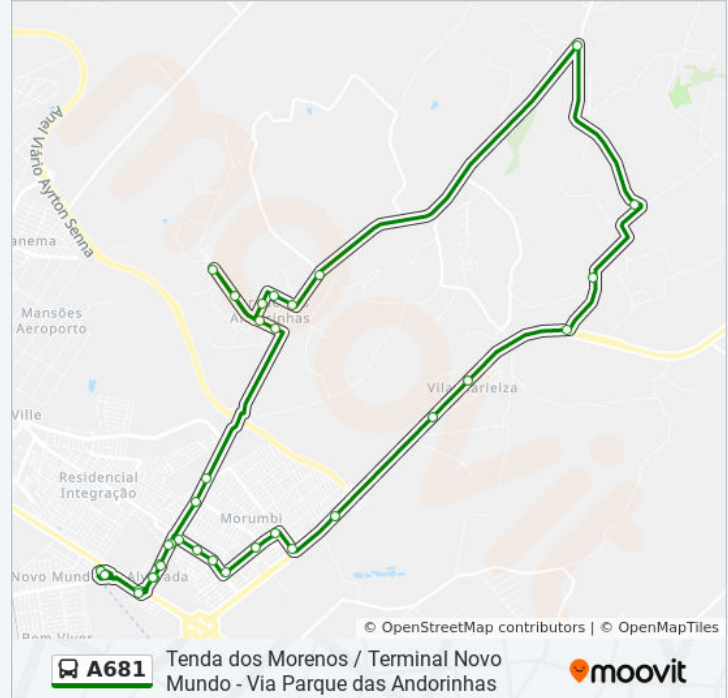 Anel Viário Ayrton Senna
anema
Mansões
Aeroporto
Andorinhas
Vila Marielza
Ville
Residencial
Integração
Morumbi
Novo Mundo
Alvorada
Bom Viver
© OpenStreetMap contributors | © OpenMapTiles
A681
Tenda dos Morenos / Terminal Novo
Mundo - Via Parque das Andorinhas
moovit